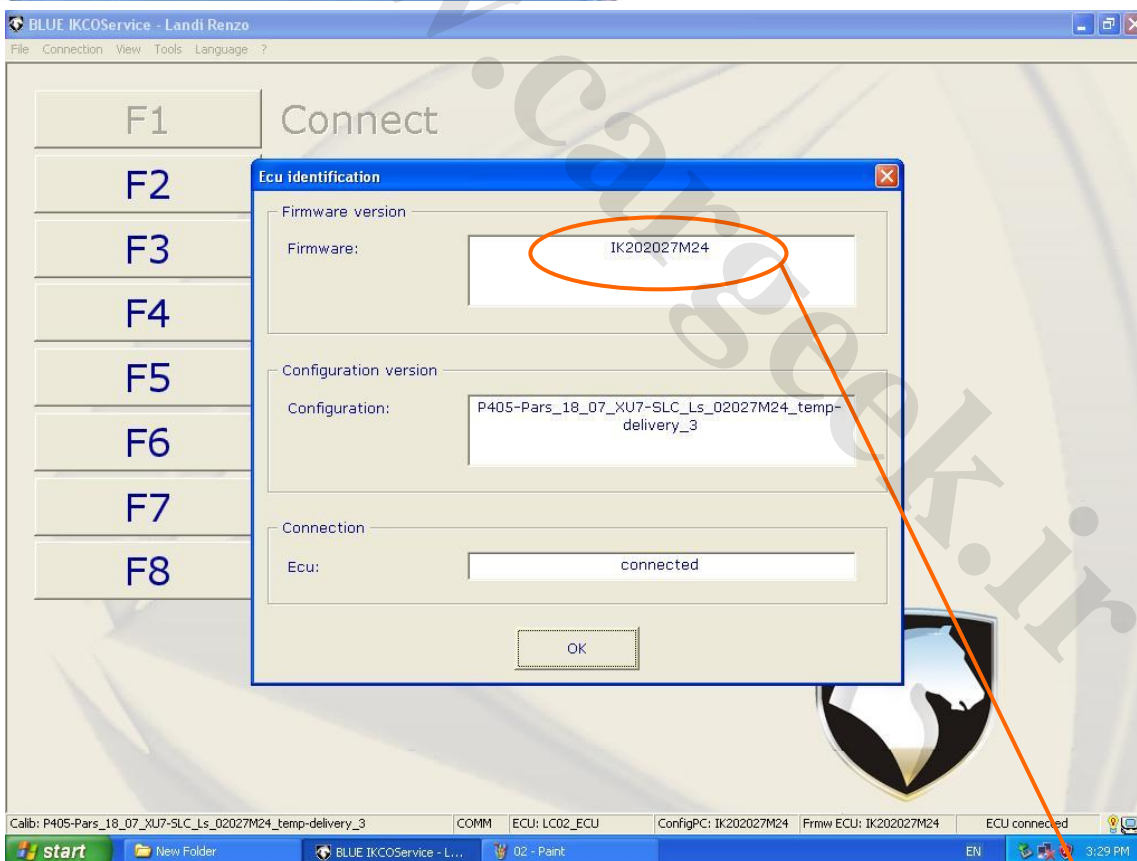 BLUE IKCOService - Landi Renzo
File Connection View Tools Language ?
F1 Connect
F2
F3
F4
F5
F6
F7
F8
Ecu identification
Firmware version
Firmware: IK202027M24
Configuration version
Configuration: P405-Pars_18_07_XU7-SLC_Ls_02027M24_temp-
delivery_3
Connection
Ecu: connected
OK
Calib: P405-Pars_18_07_XU7-SLC_Ls_02027M24_temp-delivery_3 COMM ECU: LC02_ECU ConfigPC: IK202027M24 Frmw ECU: IK202027M24 ECU connected
start New Folder BLUE IKCOService - L... 02 - Paint EN 3:29 PM
.cargeek.ir